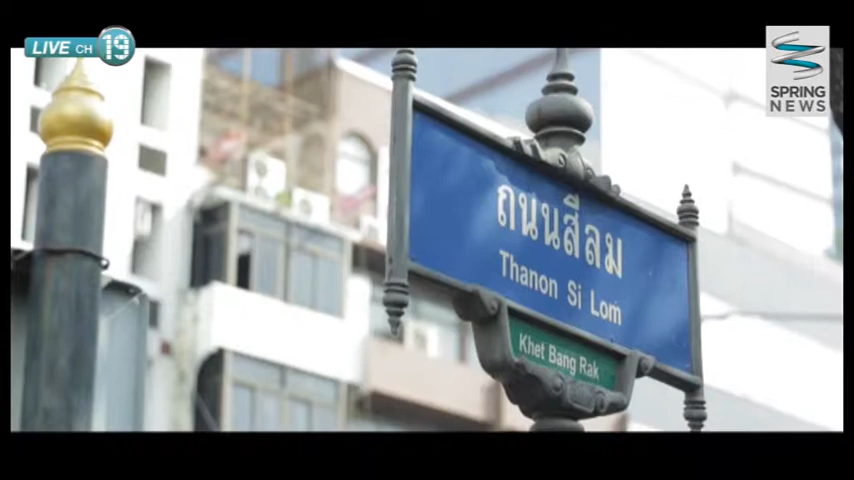 LIVE CH 19
SPRING
NEWS
ถนนสีลม
Thanon Si Lom
Khet Bang Rak